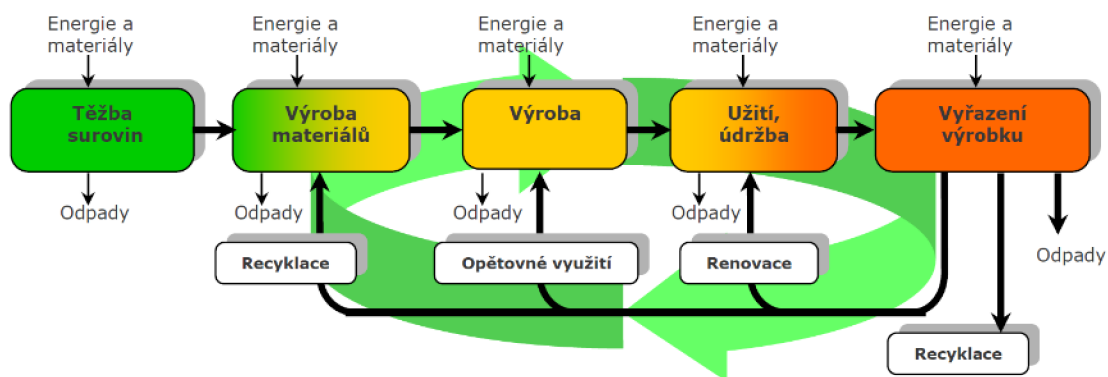 Energie a
materiály
Energie a
materiály
Energie a
materiály
Energie a
materiály
Energie a
materiály
Těžba
surovin
Výroba
materiálů
Výroba
Užití,
údržba
Vyřazení
výrobku
Odpady
Odpady
Odpady
Odpady
Odpady
Recyklace
Opětovné využití
Renovace
Recyklace